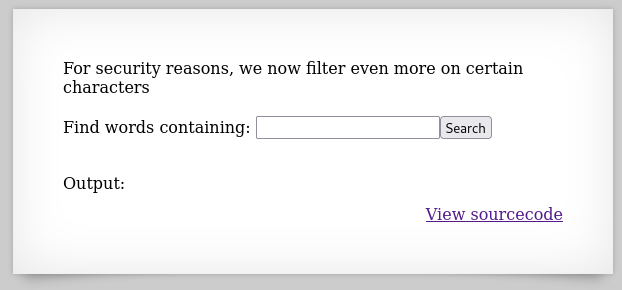 For security reasons, we now filter even more on certain
characters
Find words containing: Search
Output:
View sourcecode